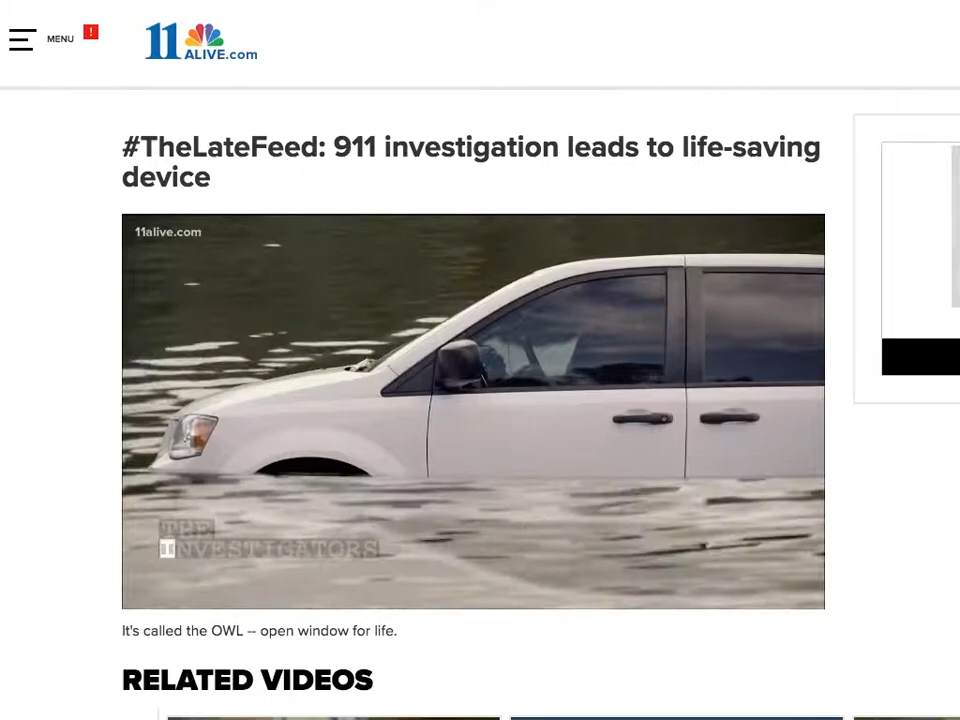 MENU
!
11
ALIVE.com
#TheLateFeed: 911 investigation leads to life-saving
device
11alive.com
THE
INVESTIGATORS
It's called the OWL -- open window for life.
RELATED VIDEOS